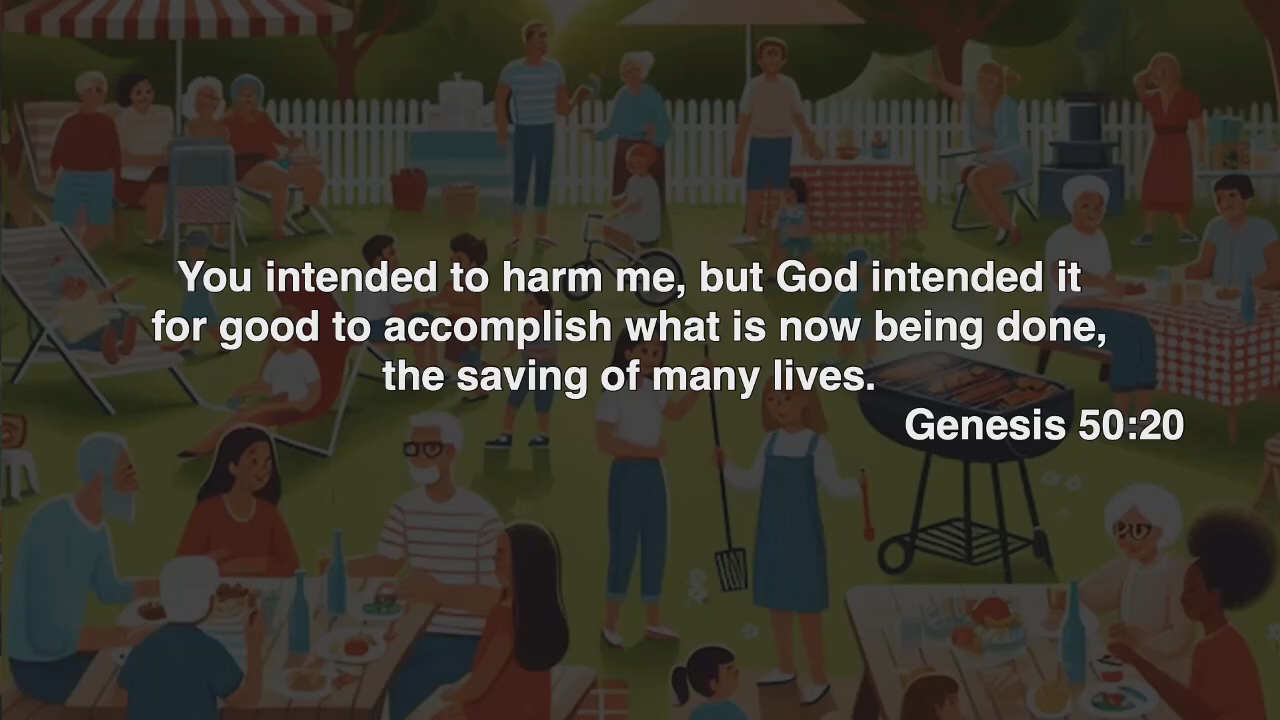 You intended to harm me, but God intended it
for good to accomplish what is now being done,
the saving of many lives.
Genesis 50:20